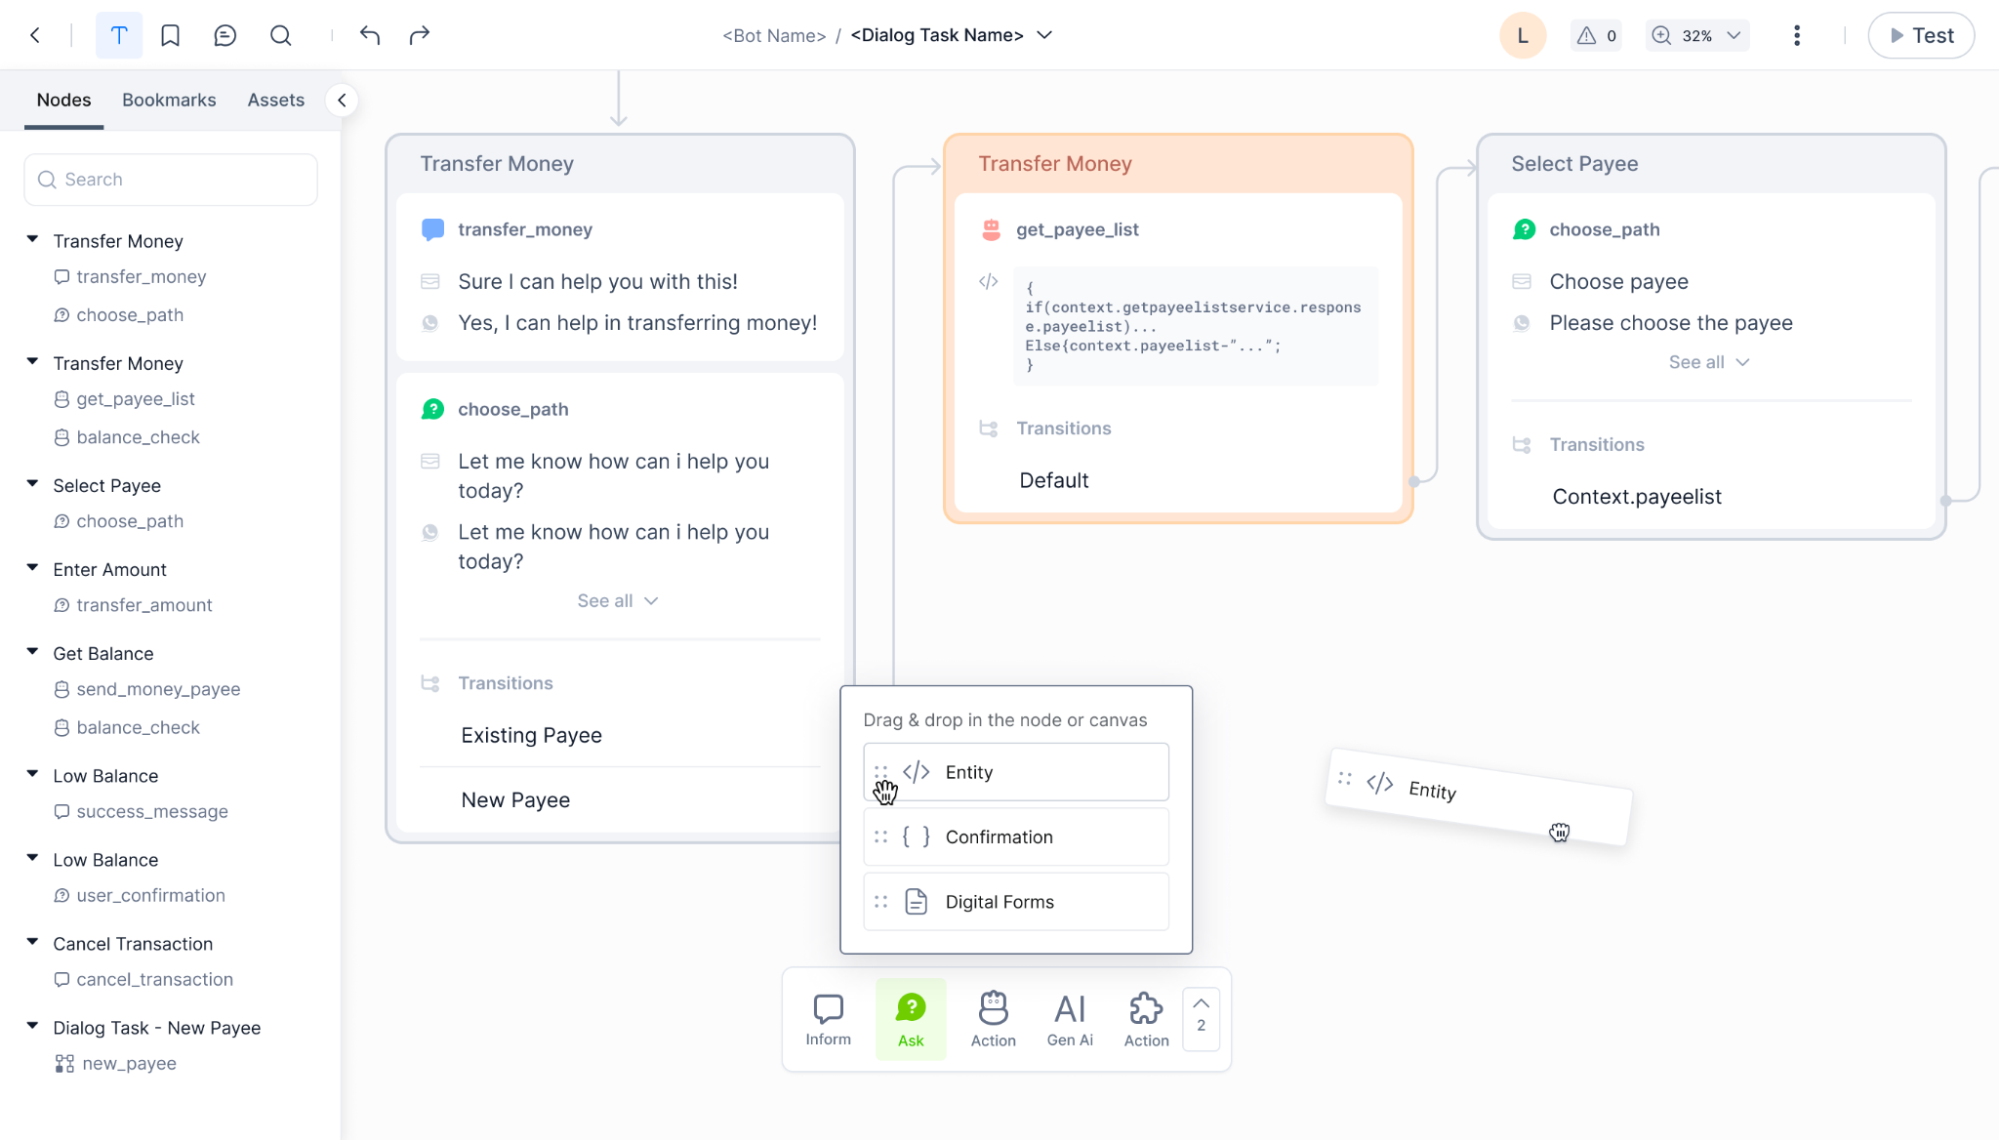 T
<Bot Name> / <Dialog Task Name>
L
0
32%
Test
Nodes
Bookmarks
Assets
Search
Transfer Money
transfer_money
choose_path
Transfer Money
get_payee_list
balance_check
Select Payee
choose_path
Enter Amount
transfer_amount
Get Balance
send_money_payee
balance_check
Low Balance
success_message
Low Balance
user_confirmation
Cancel Transaction
cancel_transaction
Dialog Task - New Payee
new_payee
Transfer Money
transfer_money
Sure I can help you with this!
Yes, I can help in transferring money!
choose_path
Let me know how can i help you
today?
Let me know how can i help you
today?
See all
Transitions
Existing Payee
New Payee
Transfer Money
get_payee_list
</>
{
if(context.getpayeelistservice.respons
e.payeelist)...
Else{context.payeelist-“...”;
}
Transitions
Default
Select Payee
choose_path
Choose payee
Please choose the payee
See all
Transitions
Context.payeelist
Drag & drop in the node or canvas
</> Entity
{ } Confirmation
Digital Forms
</> Entity
Inform
Ask
Action
AI
Gen Ai
Action
2